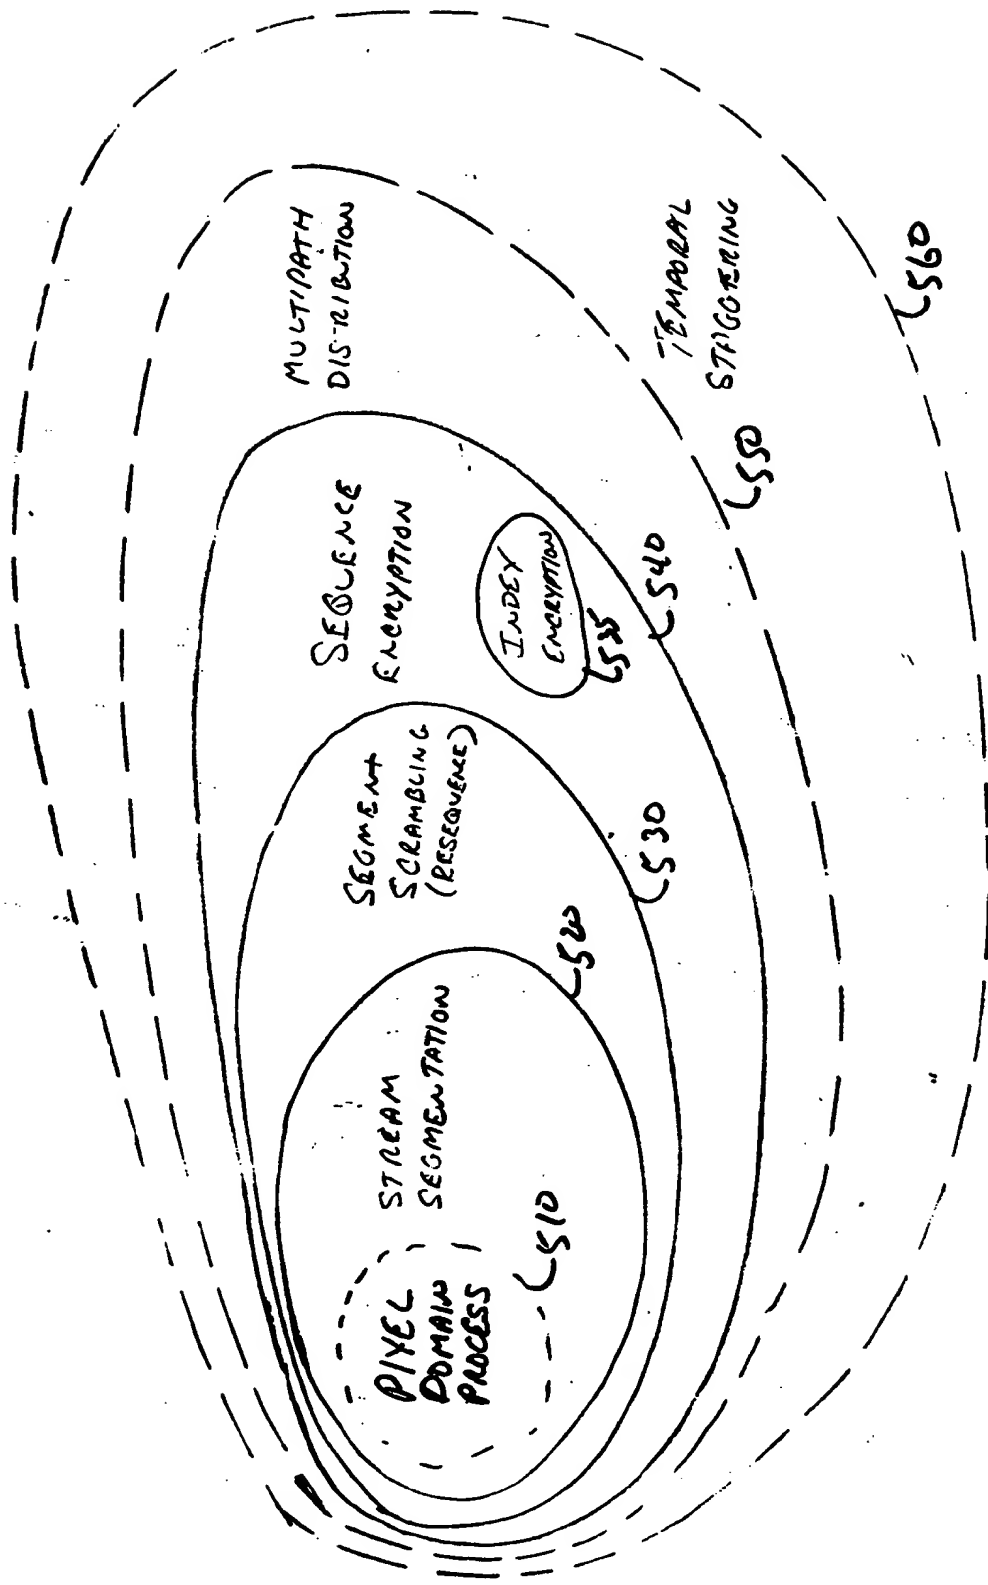 PIXEL
DOMAIN
PROCESS
510
STREAM
SEGMENTATION
520
SEGMENT
SCRAMBLING
(RESEQUENCE)
530
SEQUENCE
ENCRYPTION
INDEX
ENCRYPTION
535
540
MULTIPATH
DISTRIBUTION
550
TEMPORAL
STAGGERING
560